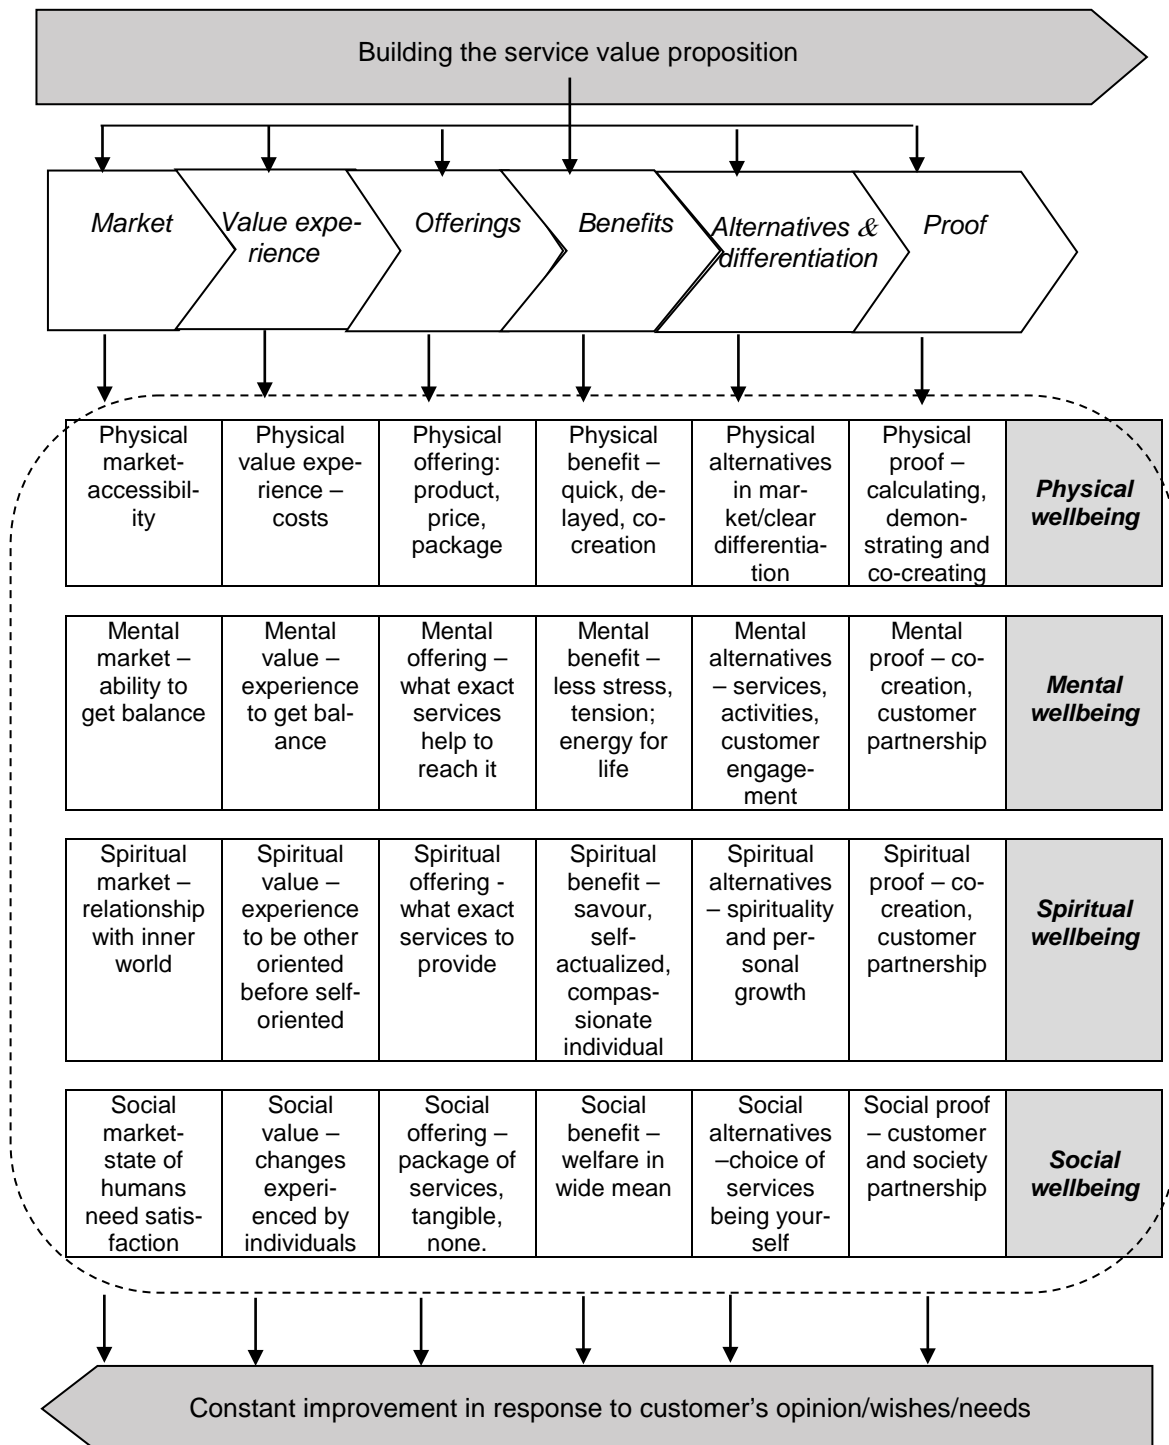 Building the service value proposition
Market
Value expe-
rience
Offerings
Benefits
Alternatives &
differentiation
Proof
Physical
market-
accessibil-
ity
Physical
value expe-
rience –
costs
Physical
offering:
product,
price,
package
Physical
benefit –
quick, de-
layed, co-
creation
Physical
alternatives
in mar-
ket/clear
differentia-
tion
Physical
proof –
calculating,
demon-
strating and
co-creating
Physical
wellbeing
Mental
market –
ability to
get balance
Mental
value –
experience
to get bal-
ance
Mental
offering –
what exact
services
help to
reach it
Mental
benefit –
less stress,
tension;
energy for
life
Mental
alternatives
– services,
activities,
customer
engage-
ment
Mental
proof – co-
creation,
customer
partnership
Mental
wellbeing
Spiritual
market –
relationship
with inner
world
Spiritual
value –
experience
to be other
oriented
before self-
oriented
Spiritual
offering -
what exact
services to
provide
Spiritual
benefit –
savour,
self-
actualized,
compas-
sionate
individual
Spiritual
alternatives
– spirituality
and per-
sonal
growth
Spiritual
proof – co-
creation,
customer
partnership
Spiritual
wellbeing
Social
market-
state of
humans
need satis-
faction
Social
value –
changes
experi-
enced by
individuals
Social
offering –
package of
services,
tangible,
none.
Social
benefit –
welfare in
wide mean
Social
alternatives
–choice of
services
being your-
self
Social proof
– customer
and society
partnership
Social
wellbeing
Constant improvement in response to customer’s opinion/wishes/needs